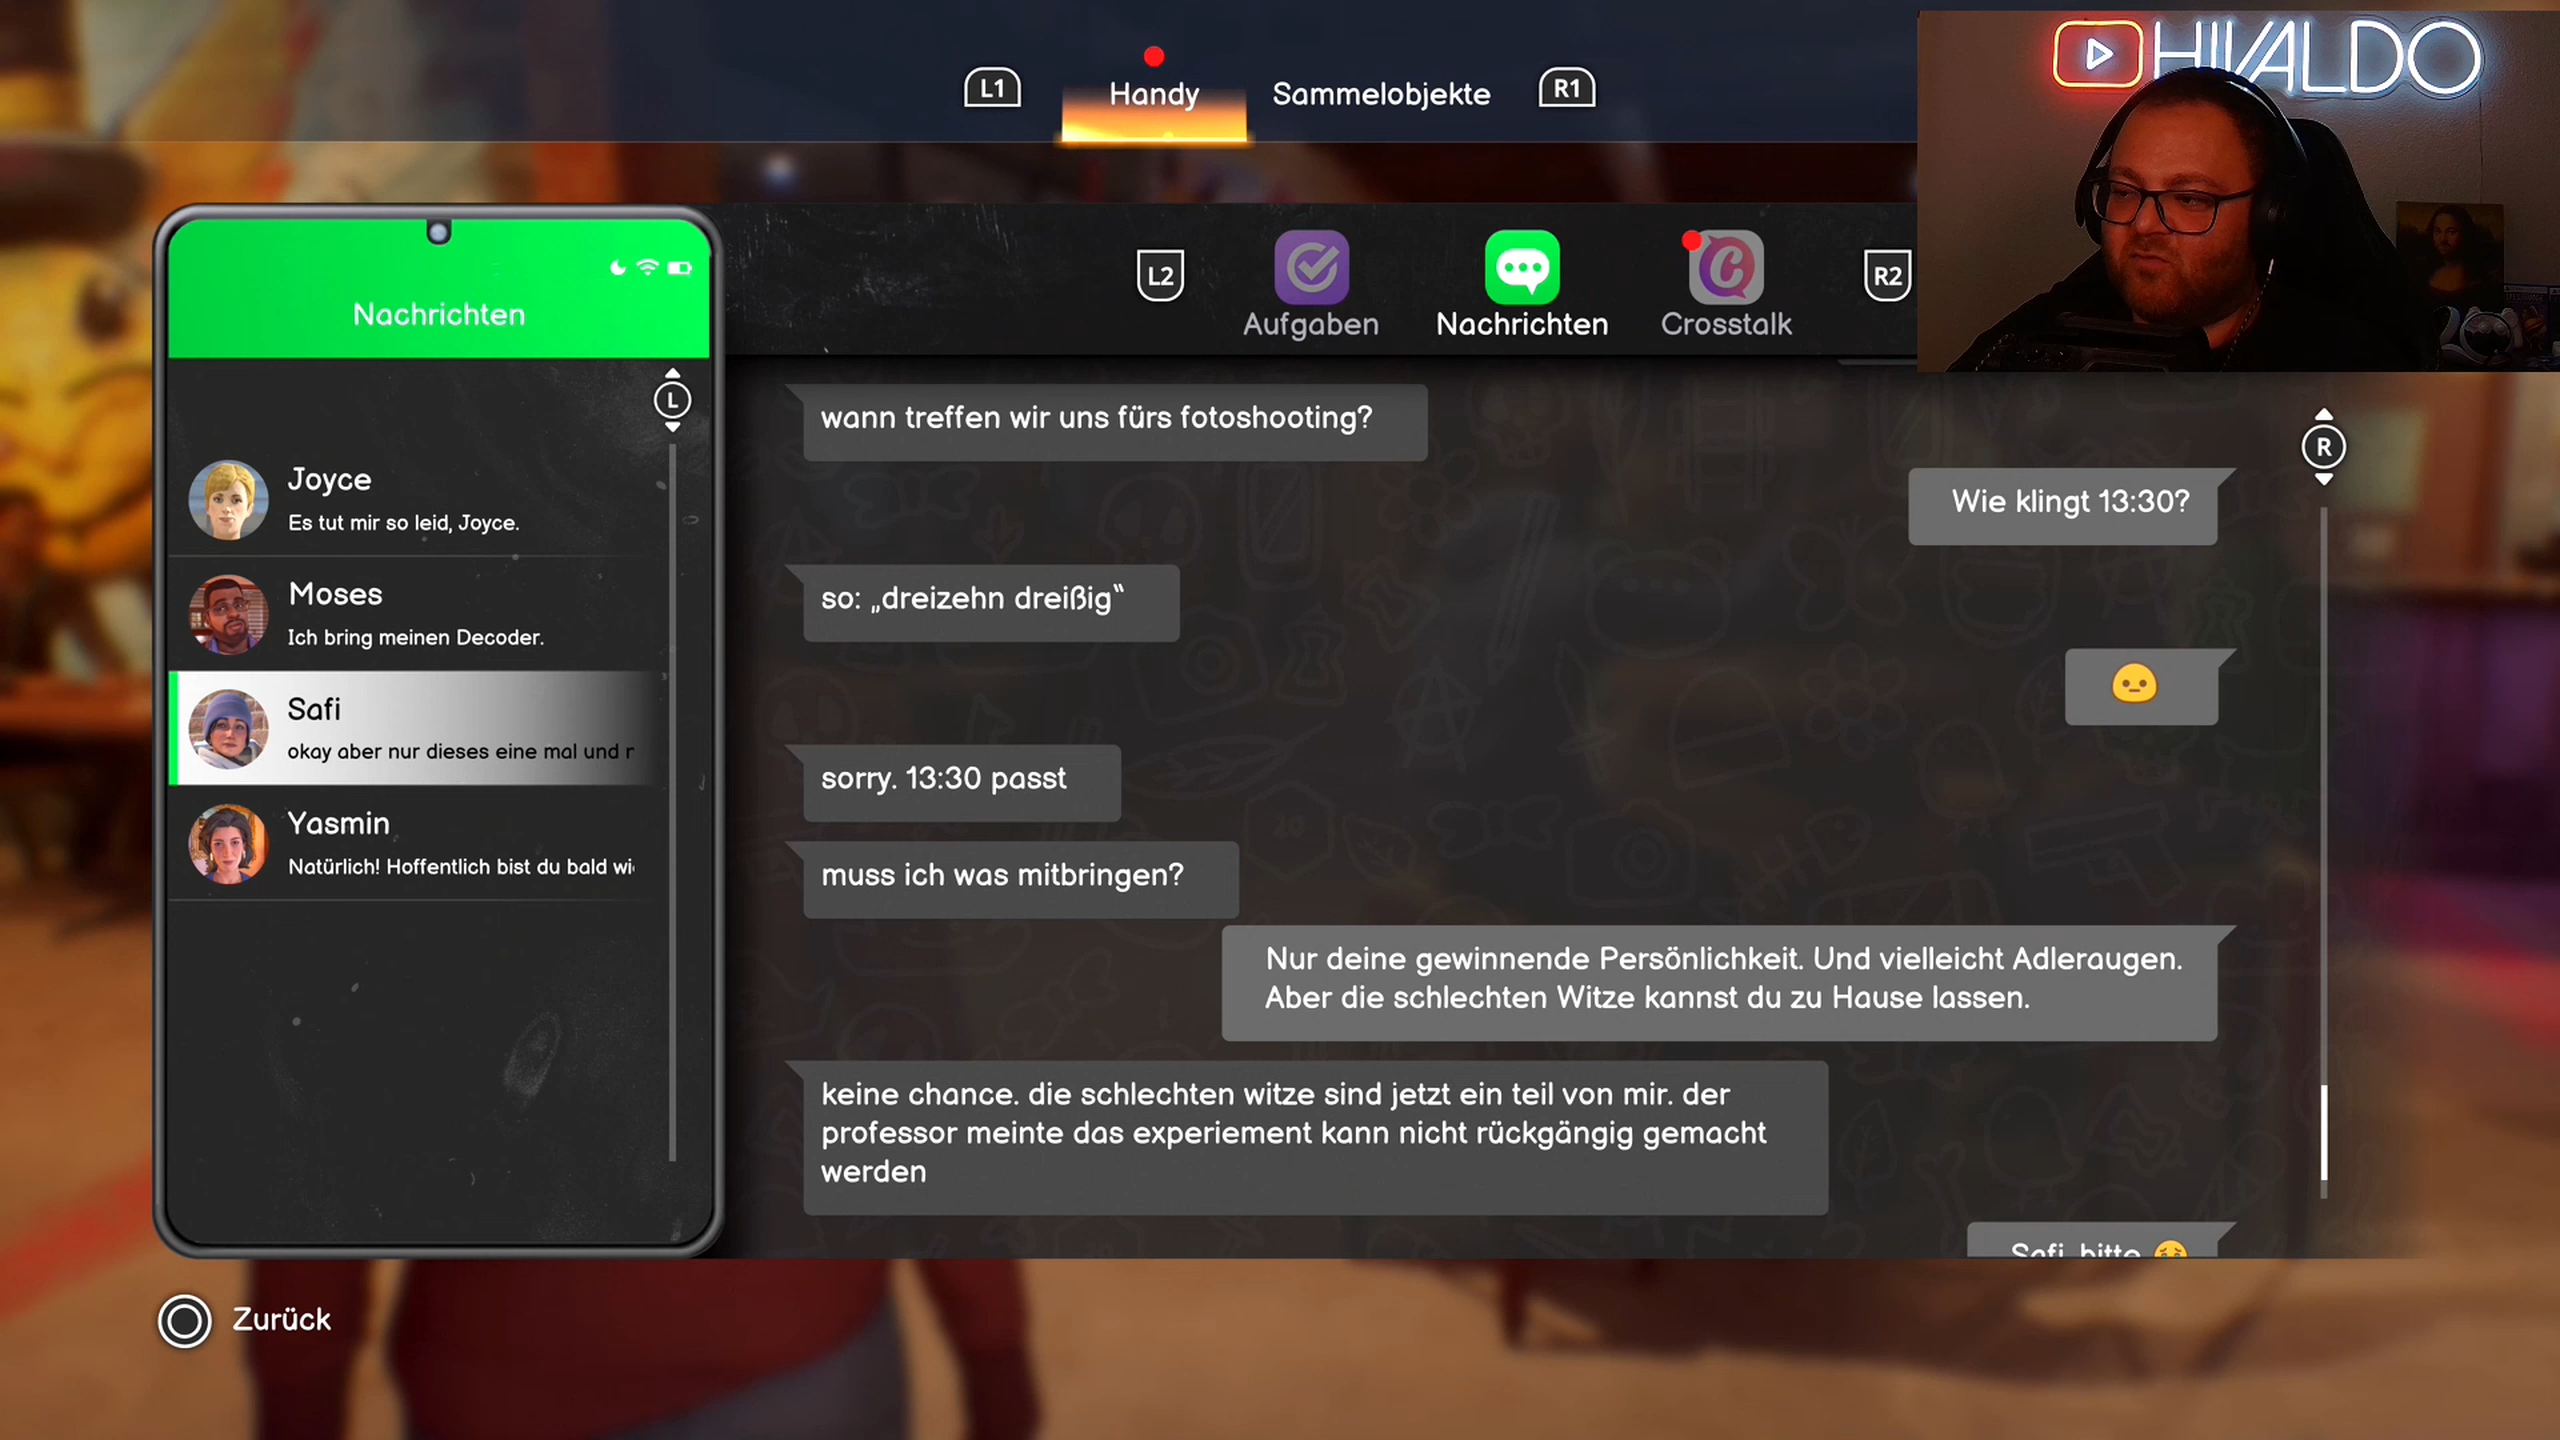 HIVALDO
L1
Handy
Sammelobjekte
R1
L2
Aufgaben
Nachrichten
Crosstalk
R2
Nachrichten
L
Joyce
Es tut mir so leid, Joyce.
Moses
Ich bring meinen Decoder.
Safi
okay aber nur dieses eine mal und
Yasmin
Natürlich! Hoffentlich bist du bald
R
wann treffen wir uns fürs fotoshooting?
Wie klingt 13:30?
so: „dreizehn dreißig“
sorry. 13:30 passt
muss ich was mitbringen?
Nur deine gewinnende Persönlichkeit. Und vielleicht Adleraugen.
Aber die schlechten Witze kannst du zu Hause lassen.
keine chance. die schlechten witze sind jetzt ein teil von mir. der
professor meinte das experiement kann nicht rückgängig gemacht
werden
Safi, bitte
Zurück